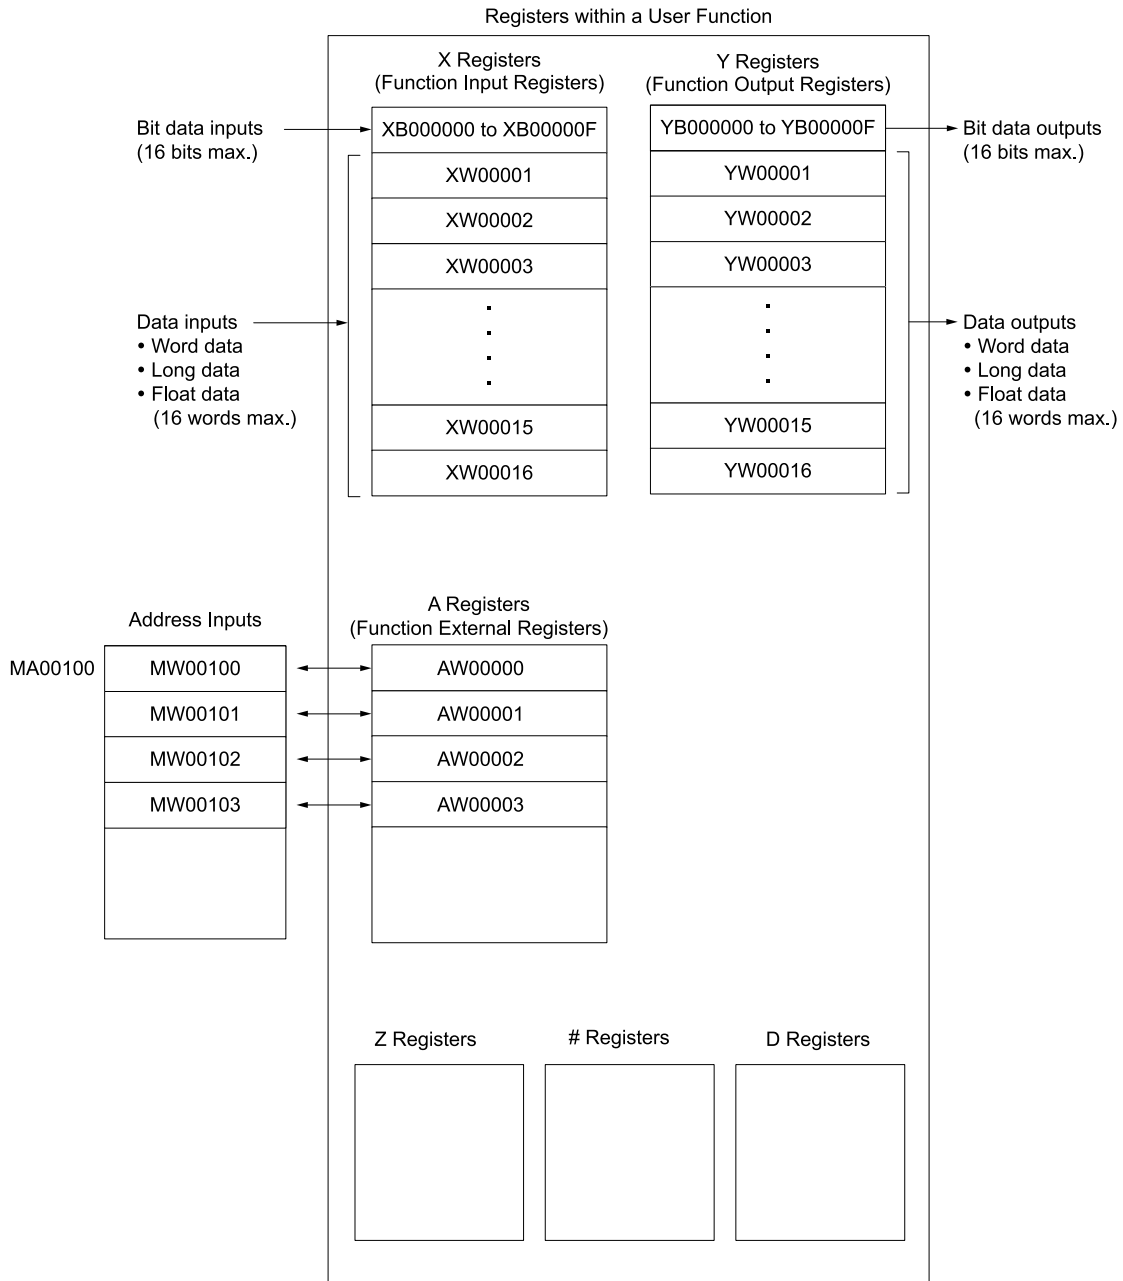 Registers within a User Function
X Registers
(Function Input Registers)
Y Registers
(Function Output Registers)
Bit data inputs
(16 bits max.)
XB000000 to XB00000F
YB000000 to YB00000F
Bit data outputs
(16 bits max.)
XW00001
YW00001
XW00002
YW00002
XW00003
YW00003
Data inputs
• Word data
• Long data
• Float data
(16 words max.)
Data outputs
• Word data
• Long data
• Float data
(16 words max.)
XW00015
YW00015
XW00016
YW00016
Address Inputs
A Registers
(Function External Registers)
MA00100
MW00100
AW00000
MW00101
AW00001
MW00102
AW00002
MW00103
AW00003
Z Registers
# Registers
D Registers